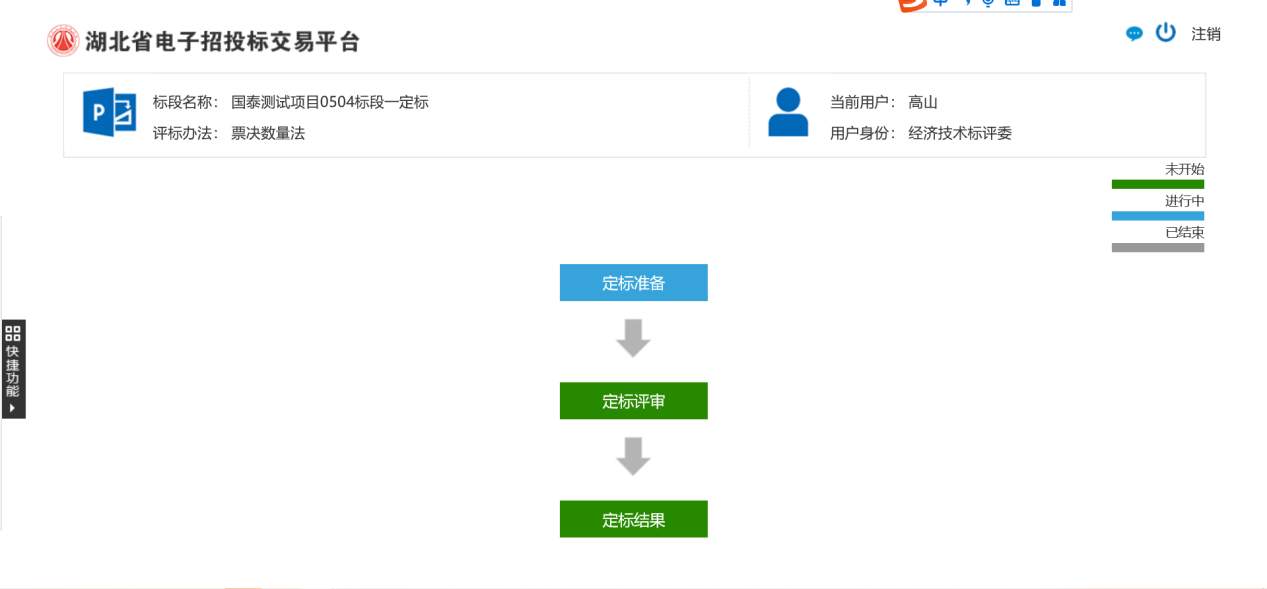 中
湖北省电子招投标交易平台
注销
标段名称： 国泰测试项目0504标段一定标
评标办法： 票决数量法
当前用户： 高山
用户身份： 经济技术标评委
未开始
进行中
已结束
定标准备
定标评审
定标结果
快捷功能